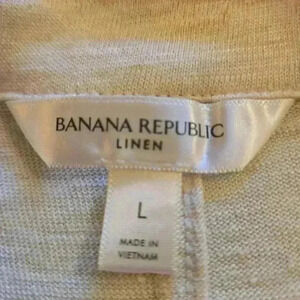 BANANA REPUBLIC
LINEN
L
MADE IN
VIETNAM